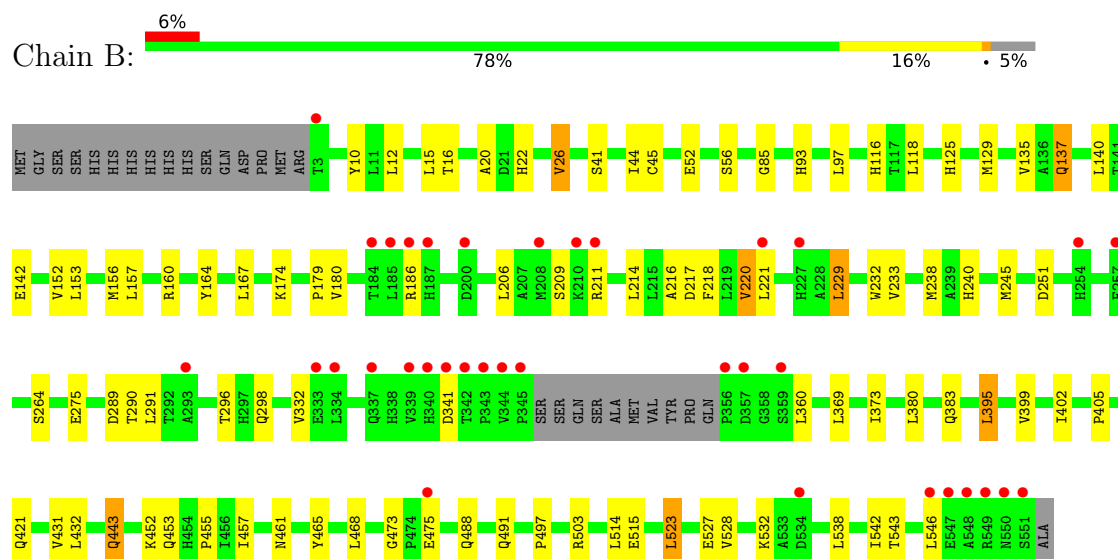 6%
Chain B:
78% 16% • 5%
MET GLY SER SER HIS HIS HIS HIS HIS HIS SER GLN ASP PRO MET ARG T3 Y10 L11 L12 L15 T16 A20 D21 H22 V26 S41 I44 C45 E52 S56 G85 H93 L97 H116 T117 L118 H125 M129 V135 A136 Q137 L140 T141
E142 V152 L153 M156 L157 R160 Y164 L167 K174 P179 V180 T184 L185 R186 H187 D200 L206 A207 M208 S209 K210 R211 L214 L215 A216 D217 F218 L219 V220 L221 H227 A228 L229 W232 V233 M238 A239 H240 M245 D251 H254 E257
S264 E275 D289 T290 L291 T292 A293 T296 H297 Q298 V332 E333 L334 Q337 H338 V339 H340 D341 T342 P343 V344 P345 SER SER GLN SER ALA MET VAL TYR PRO GLN P356 D357 G358 S359 L360 L369 I373 L380 Q383 L395 V399 I402 P405
Q421 V431 L432 Q443 K452 Q453 H454 P455 I456 I457 N461 Y465 L468 G473 P474 E475 Q488 Q491 P497 R503 L514 E515 L523 E527 V528 K532 A533 D534 L538 I542 T543 L546 E547 A548 R549 N550 S551 ALA